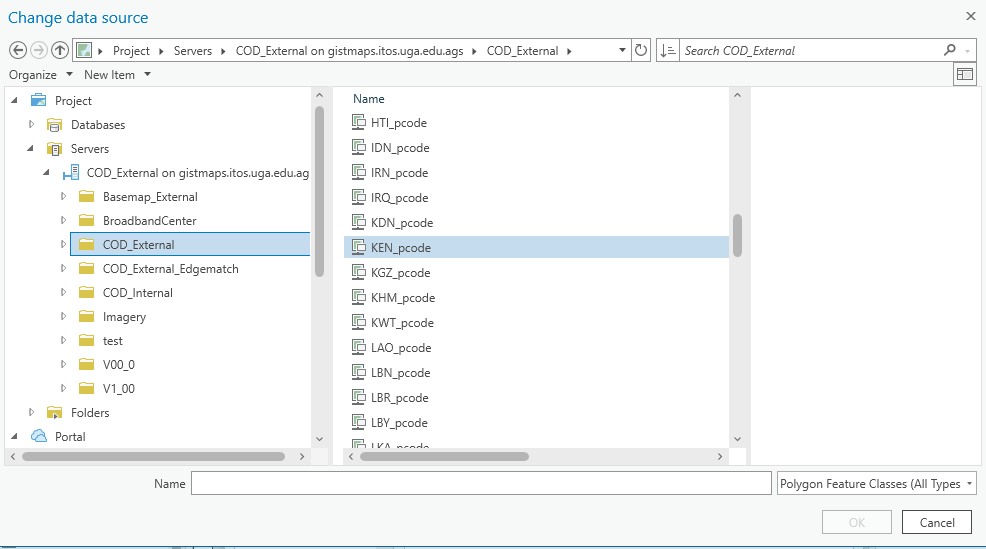 Change data source
Project Servers COD_External on gistmaps.itos.uga.edu.ags COD_External
Search COD_External
Organize New Item
Project
Databases
Servers
COD_External on gistmaps.itos.uga.edu.ag
Basemap_External
BroadbandCenter
COD_External
COD_External_Edgematch
COD_Internal
Imagery
test
V00_0
V1_00
Folders
Portal
Name
HTI_pcode
IDN_pcode
IRN_pcode
IRQ_pcode
KDN_pcode
KEN_pcode
KGZ_pcode
KHM_pcode
KWT_pcode
LAO_pcode
LBN_pcode
LBR_pcode
LBY_pcode
LKA_pcode
Name
Polygon Feature Classes (All Types
OK Cancel